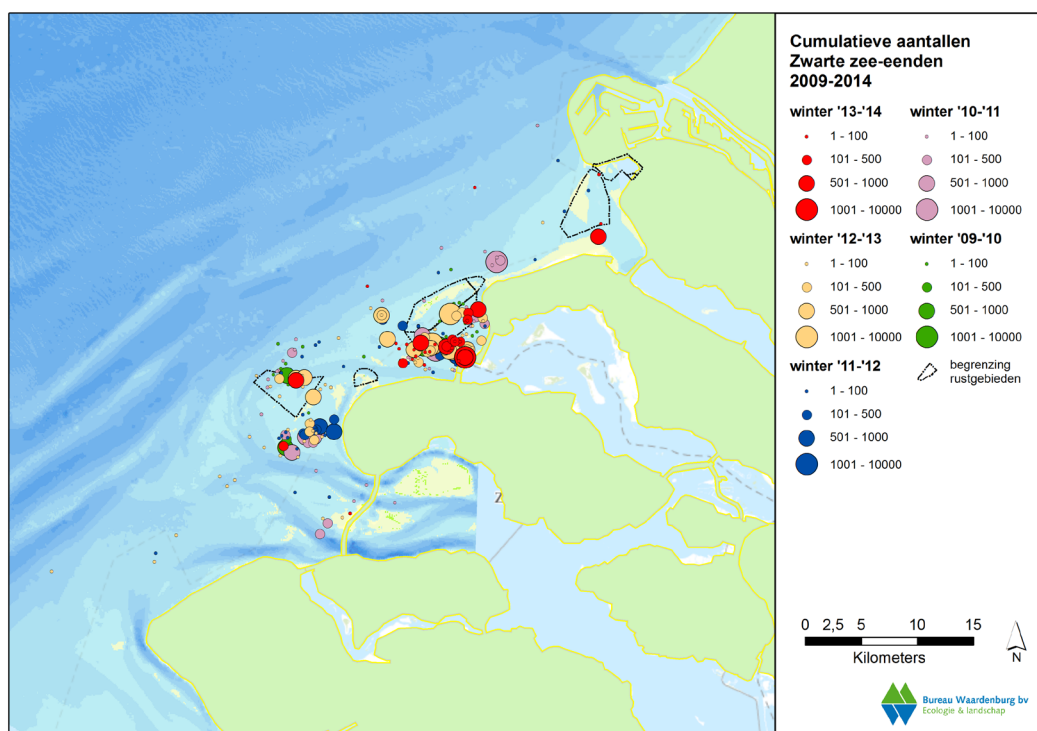 Cumulatieve aantallen
Zwarte zee-eenden
2009-2014
winter '13-'14
1 - 100
101 - 500
501 - 1000
1001 - 10000
winter '10-'11
1 - 100
101 - 500
501 - 1000
1001 - 10000
winter '12-'13
1 - 100
101 - 500
501 - 1000
1001 - 10000
winter '09-'10
1 - 100
101 - 500
501 - 1000
1001 - 10000
winter '11-'12
1 - 100
101 - 500
501 - 1000
1001 - 10000
begrenzing
rustgebieden
Z
0 2,5 5 10 15
Kilometers
N
Bureau Waardenburg bv
Ecologie & landschap